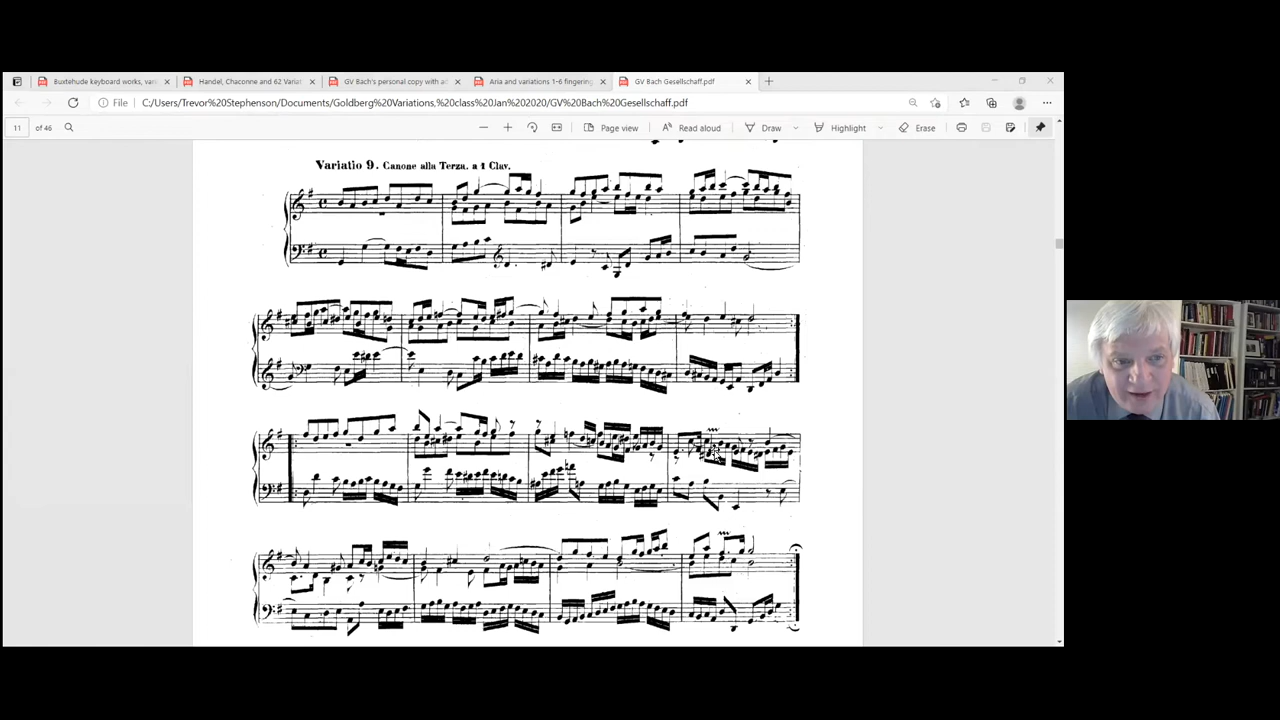 Buxtehude keyboard works, var
Handel, Chaconne and 62 Variat
GV Bach's personal copy with ad
Aria and variations 1-6 fingering
GV Bach Gesellschaff.pdf
File
C:/Users/Trevor%20Stephenson/Documents/Goldberg%20Variations,%20class%20Jan%202020/GV%20Bach%20Gesellschaff.pdf
11 of 46
Page view
Read aloud
Draw
Highlight
Erase
Variatio 9. Canone alla Terza. a 1 Clav.